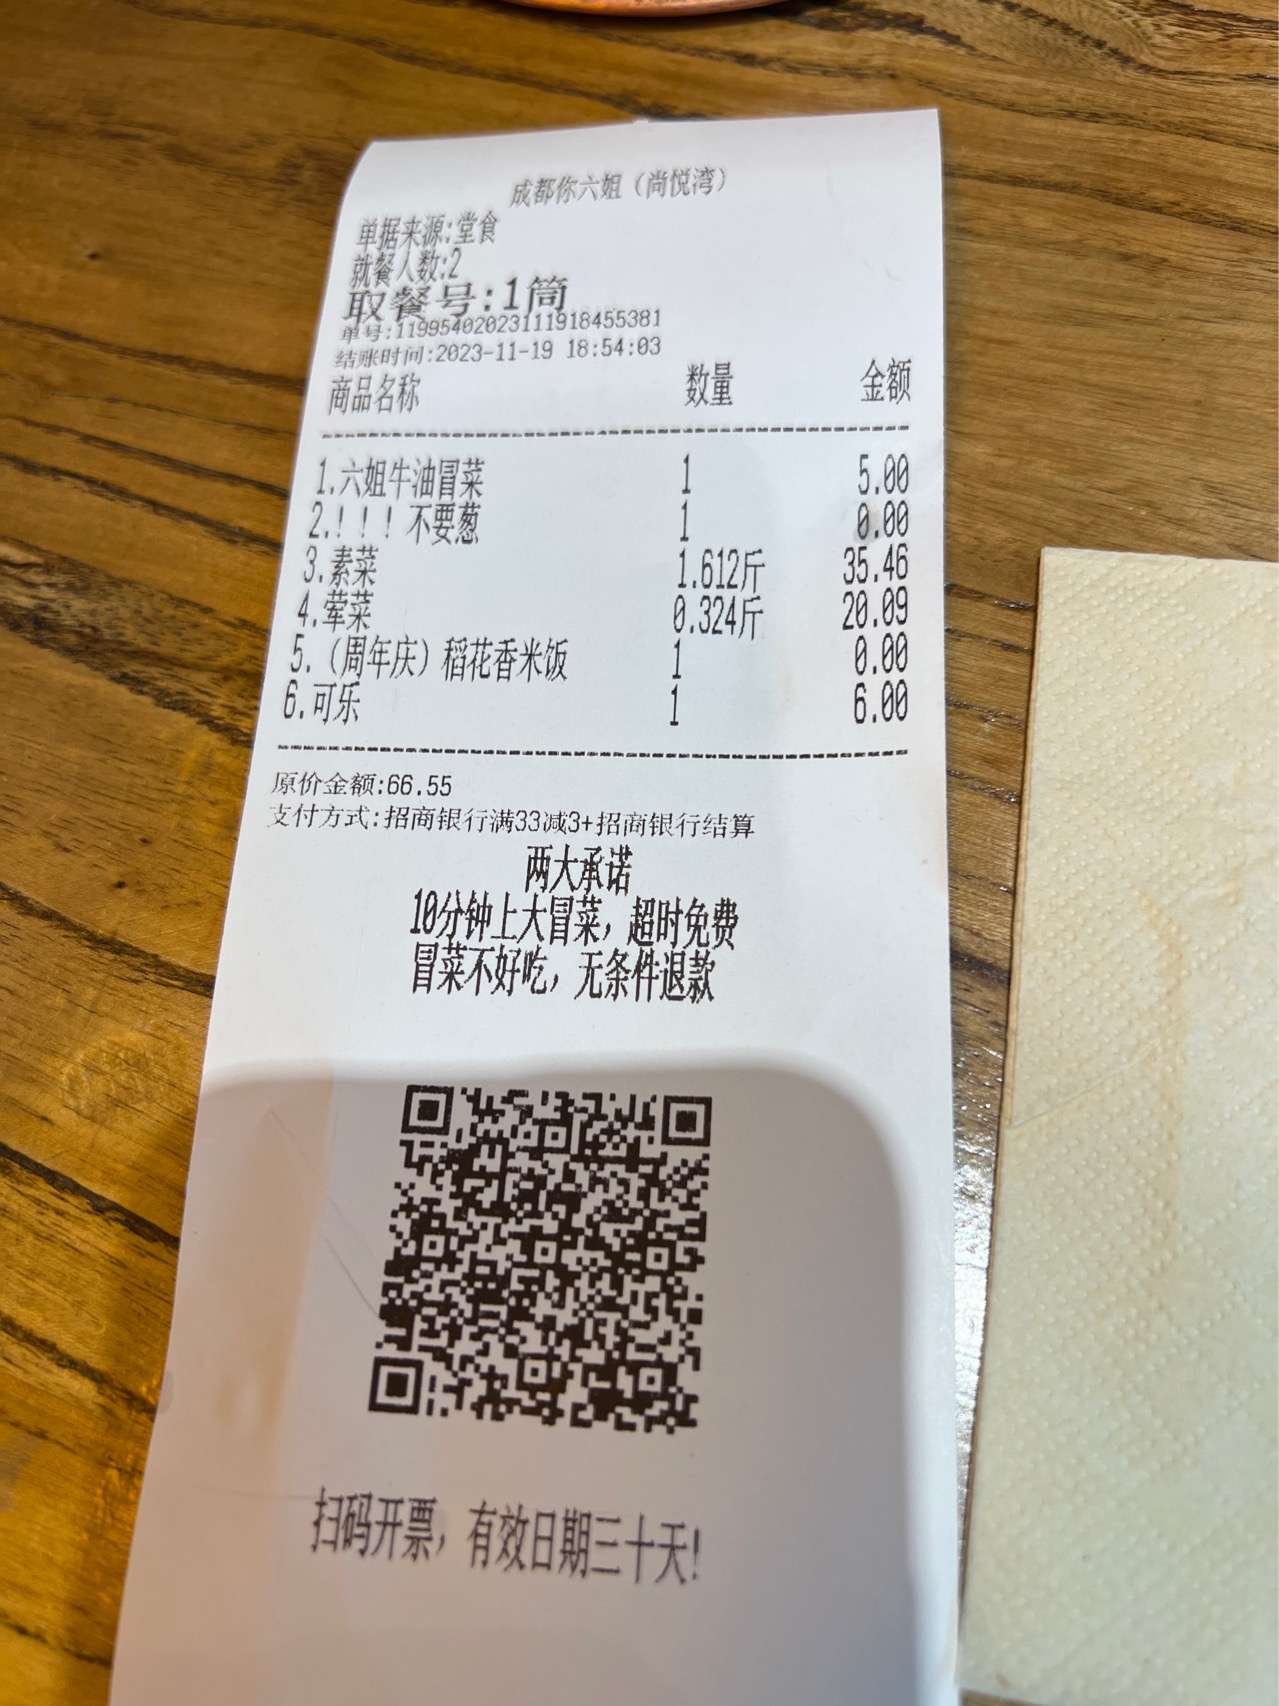 成都你六姐（尚悦湾）
单据来源:堂食
就餐人数:2
取餐号:1筒
单号:11995402023111918455381
结账时间:2023-11-19 18:54:03
商品名称 数量 金额
1.六姐牛油冒菜 1 5.00
2.！！！不要葱 1 0.00
3.素菜 1.612斤 35.46
4.荤菜 0.324斤 20.09
5.（周年庆）稻花香米饭 1 0.00
6.可乐 1 6.00
原价金额:66.55
支付方式:招商银行满33减3+招商银行结算
两大承诺
10分钟上大冒菜，超时免费
冒菜不好吃，无条件退款
扫码开票，有效日期三十天!